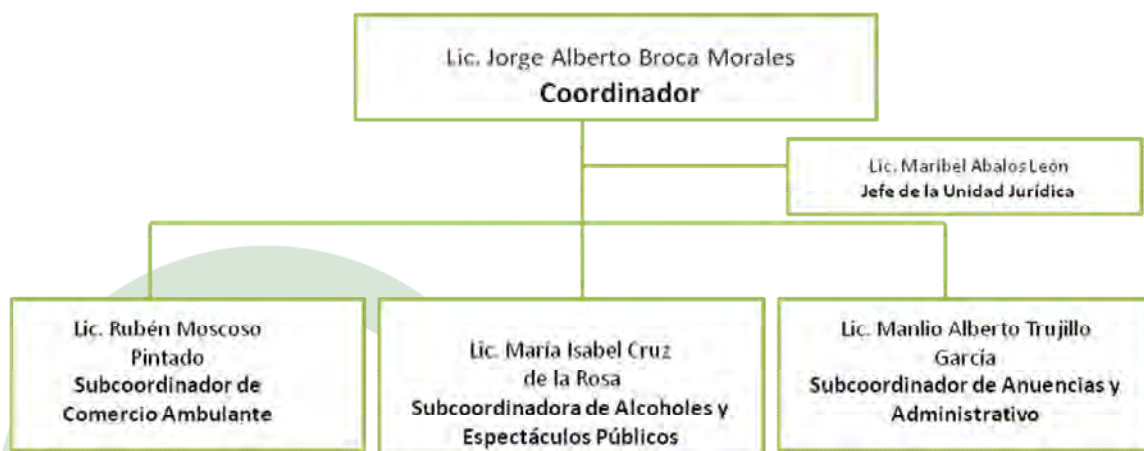 Lic. Jorge Alberto Broca Morales
Coordinador
Lic. Maribel Abalos León
Jefe de la Unidad Jurídica
Lic. Rubén Moscoso
Pintado
Subcoordinador de
Comercio Ambulante
Lic. María Isabel Cruz
de la Rosa
Subcoordinadora de Alcoholes y
Espectáculos Públicos
Lic. Manlio Alberto Trujillo
García
Subcoordinador de Anuencias y
Administrativo